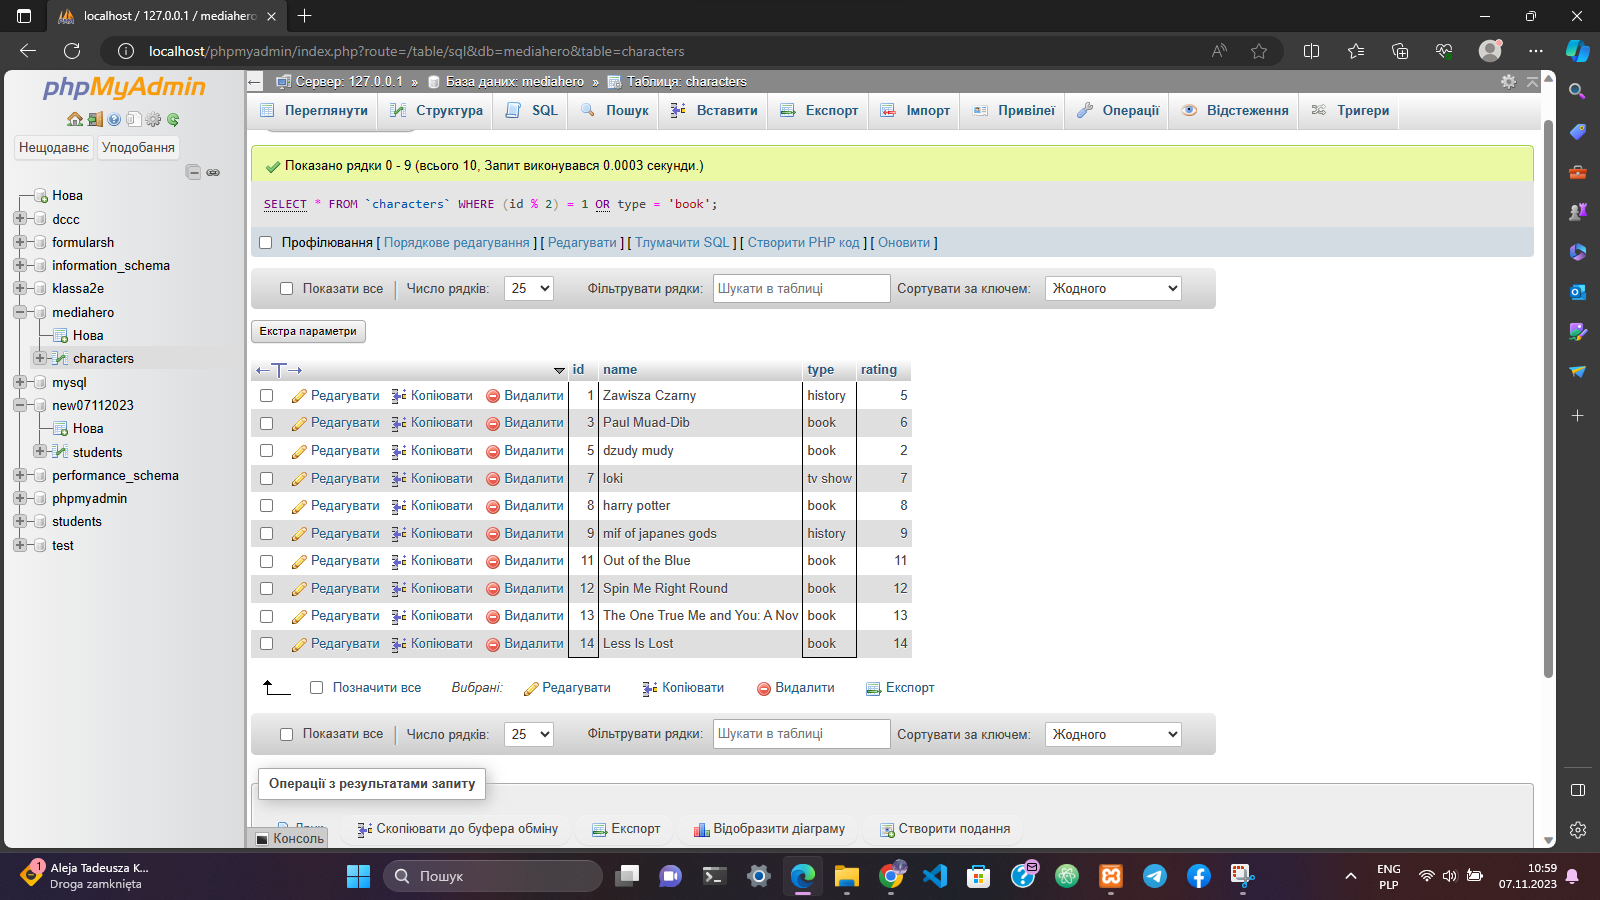 localhost / 127.0.0.1 / mediahero
localhost/phpmyadmin/index.php?route=/table/sql&db=mediahero&table=characters
phpMyAdmin
Нещодавнє Уподобання
Нова
dccc
formularsh
information_schema
klassa2e
mediahero
Нова
characters
mysql
new07112023
Нова
students
performance_schema
phpmyadmin
students
test
Сервер: 127.0.0.1 » База даних: mediahero » Таблиця: characters
Переглянути Структура SQL Пошук Вставити Експорт Імпорт Привілеї Операції Відстеження Тригери
Показано рядки 0 - 9 (всього 10, Запит виконувався 0.0003 секунди.)
SELECT * FROM `characters` WHERE (id % 2) = 1 OR type = 'book';
Профілювання [ Порядкове редагування ] [ Редагувати ] [ Тлумачити SQL ] [ Створити PHP код ] [ Оновити ]
Показати все Число рядків: 25 Фільтрувати рядки: Шукати в таблиці Сортувати за ключем: Жодного
Екстра параметри
id name type rating
Редагувати Копіювати Видалити 1 Zawisza Czarny history 5
Редагувати Копіювати Видалити 3 Paul Muad-Dib book 6
Редагувати Копіювати Видалити 5 dzudy mudy book 2
Редагувати Копіювати Видалити 7 loki tv show 7
Редагувати Копіювати Видалити 8 harry potter book 8
Редагувати Копіювати Видалити 9 mif of japanes gods history 9
Редагувати Копіювати Видалити 11 Out of the Blue book 11
Редагувати Копіювати Видалити 12 Spin Me Right Round book 12
Редагувати Копіювати Видалити 13 The One True Me and You: A Nov book 13
Редагувати Копіювати Видалити 14 Less Is Lost book 14
Позначити все Вибрані: Редагувати Копіювати Видалити Експорт
Показати все Число рядків: 25 Фільтрувати рядки: Шукати в таблиці Сортувати за ключем: Жодного
Операції з результатами запиту
Скопіювати до буфера обміну Експорт Відобразити діаграму Створити подання
Консоль
1
Aleja Tadeusza K...
Droga zamknięta
Пошук
ENG
PLP
10:59
07.11.2023